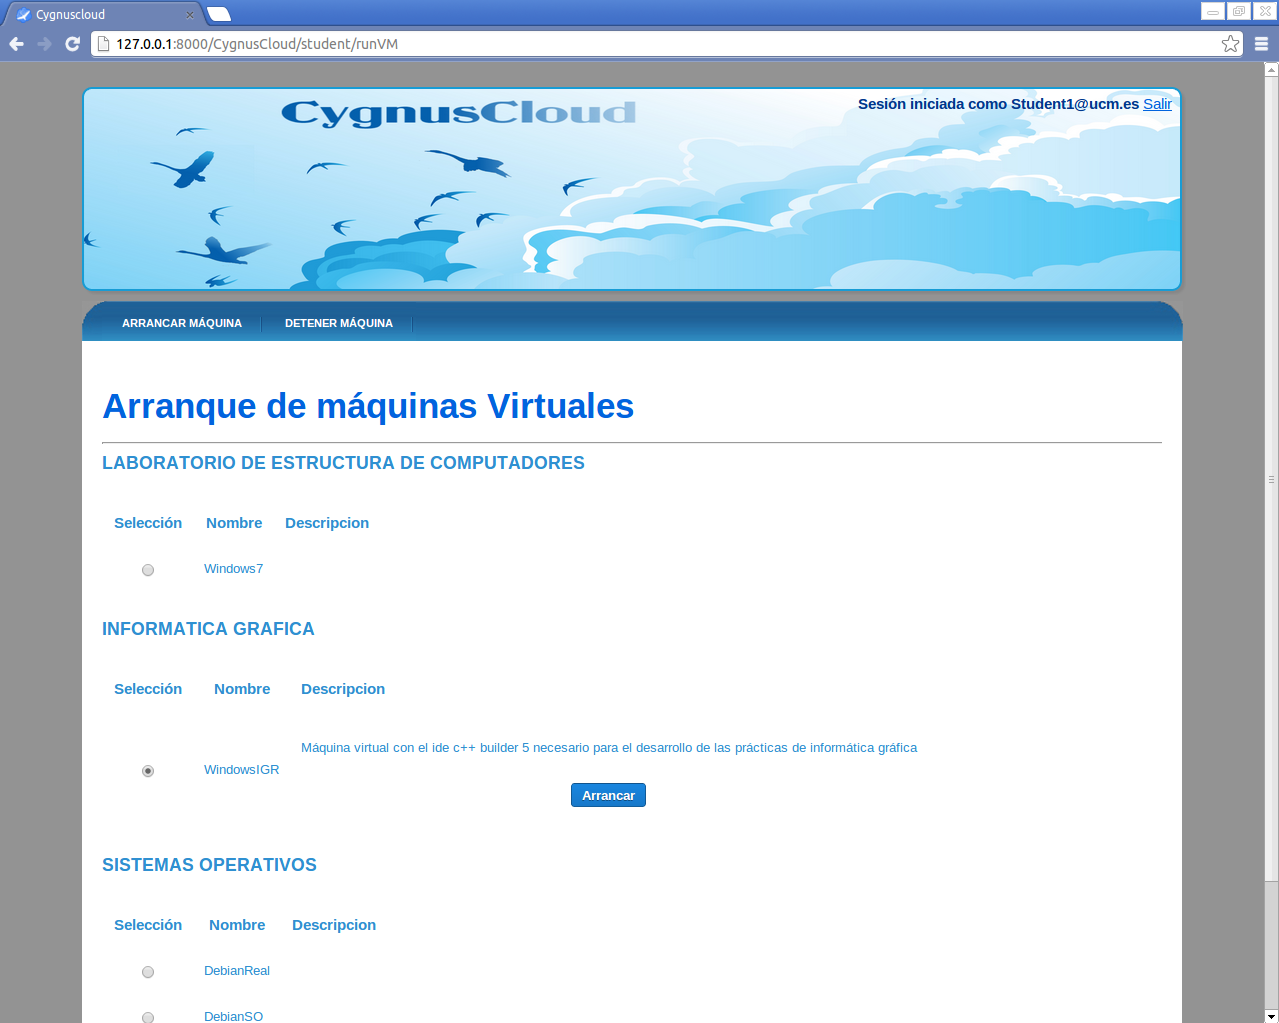 Cygnuscloud
127.0.0.1:8000/CygnusCloud/student/runVM
CygnusCloud
Sesión iniciada como Student1@ucm.es Salir
ARRANCAR MÁQUINA
DETENER MÁQUINA
Arranque de máquinas Virtuales
LABORATORIO DE ESTRUCTURA DE COMPUTADORES
Selección Nombre Descripcion
Windows7
INFORMATICA GRAFICA
Selección Nombre Descripcion
Máquina virtual con el ide c++ builder 5 necesario para el desarrollo de las prácticas de informática gráfica
WindowsIGR
Arrancar
SISTEMAS OPERATIVOS
Selección Nombre Descripcion
DebianReal
DebianSO